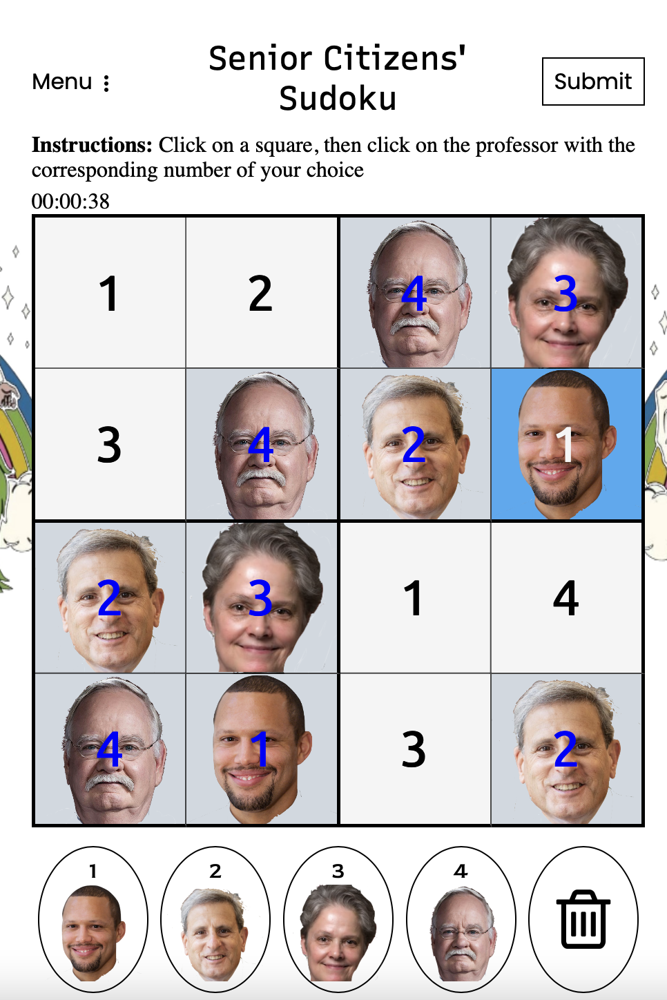 Senior Citizens'
Sudoku
Menu
Submit
Instructions: Click on a square, then click on the professor with the
corresponding number of your choice
00:00:38
1 2 4 3
3 4 2 1
2 3 1 4
4 1 3 2
1 2 3 4